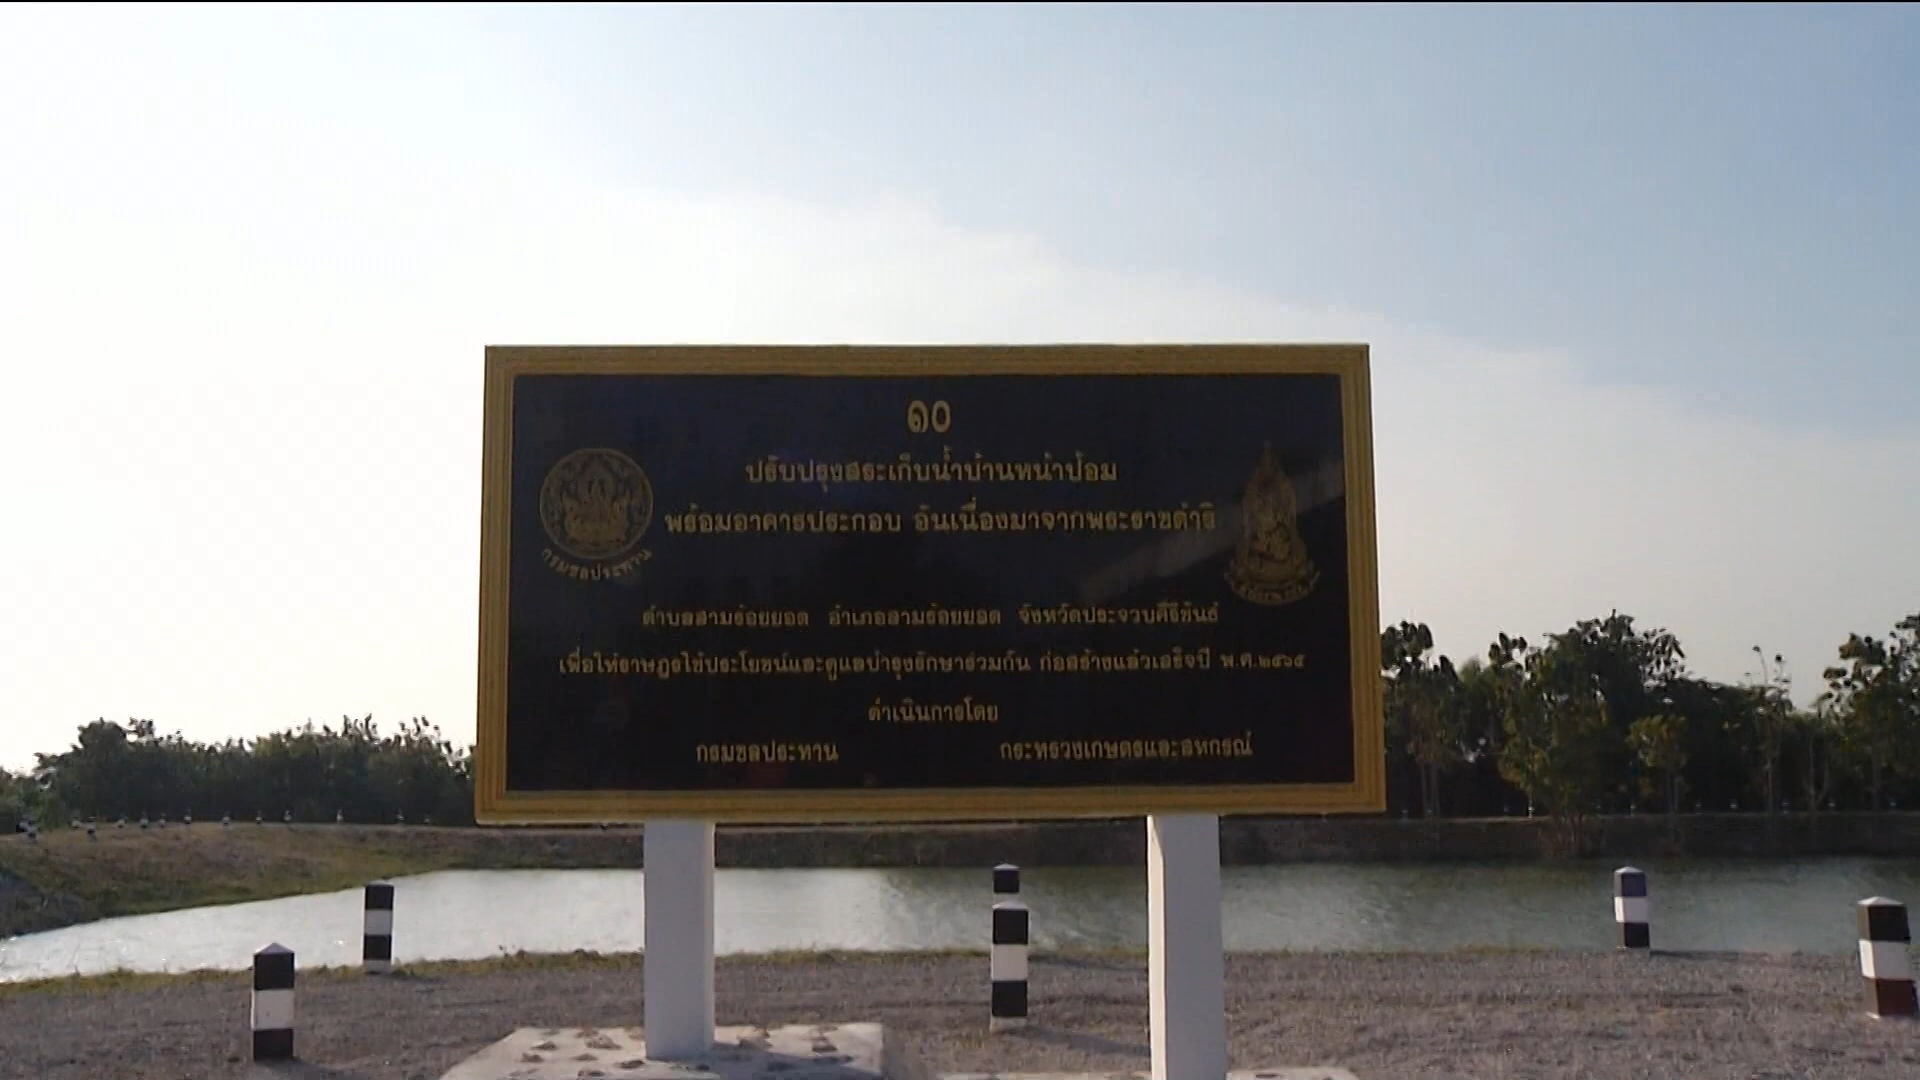 ๑๐
ปรับปรุงสระเก็บน้ำบ้านหน้าป้อม
พร้อมอาคารประกอบ อันเนื่องมาจากพระราชดำริ
กรมชลประทาน
ตำบลสามร้อยยอด อำเภอสามร้อยยอด จังหวัดประจวบคีรีขันธ์
เพื่อให้ราษฎรใช้ประโยชน์และดูแลบำรุงรักษาร่วมกัน ก่อสร้างแล้วเสร็จปี พ.ศ.๒๕๖๕
ดำเนินการโดย
กรมชลประทาน กระทรวงเกษตรและสหกรณ์